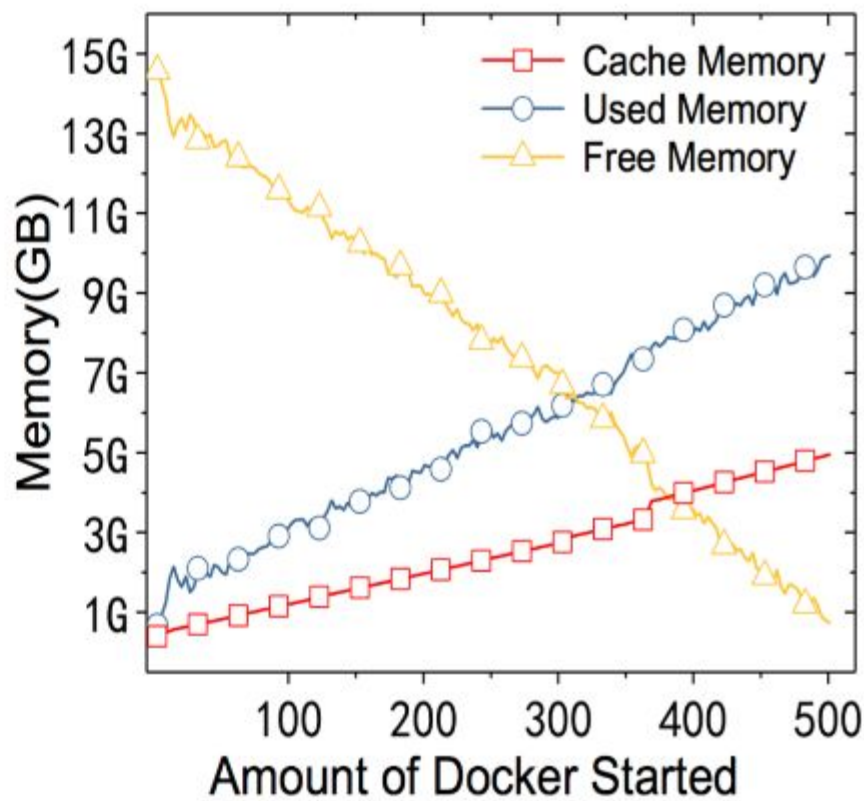 15G
13G
11G
9G
7G
5G
3G
1G
Memory(GB)
Cache Memory
Used Memory
Free Memory
100 200 300 400 500
Amount of Docker Started